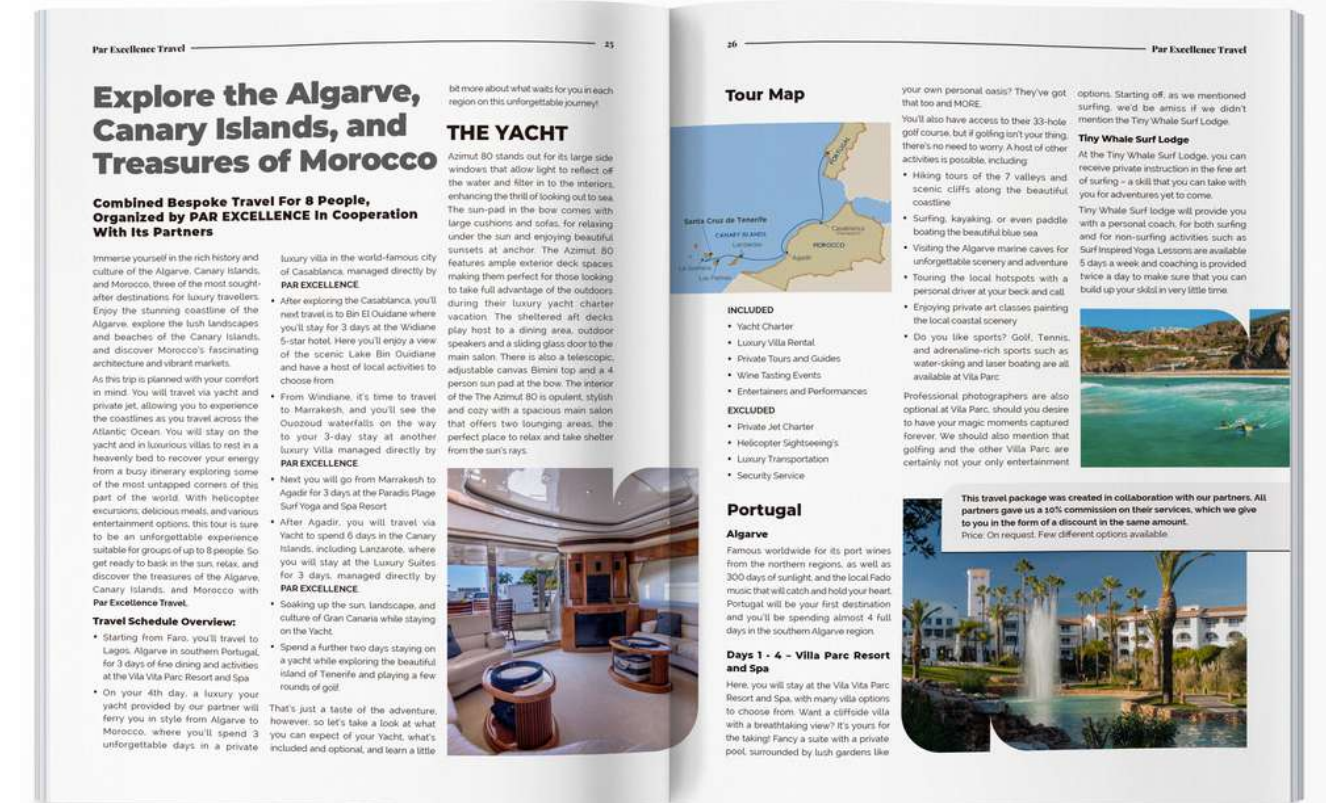 Par Excellence Travel
25
Explore the Algarve,
Canary Islands, and
Treasures of Morocco
Combined Bespoke Travel For 8 People,
Organized by PAR EXCELLENCE In Cooperation
With Its Partners
Immerse yourself in the rich history and
culture of the Algarve, Canary Islands,
and Morocco, three of the most sought-
after destinations for luxury travellers.
Enjoy the stunning coastline of the
Algarve, explore the lush landscapes
and beaches of the Canary Islands,
and discover Morocco's fascinating
architecture and vibrant markets.
As this trip is planned with your comfort
in mind. You will travel via yacht and
private jet, allowing you to experience
the coastlines as you travel across the
Atlantic Ocean. You will stay on the
yacht and in luxurious villas to rest in a
heavenly bed to recover your energy
from a busy itinerary exploring some
of the most untapped corners of this
part of the world. With helicopter
excursions, delicious meals, and various
entertainment options, this tour is sure
to be an unforgettable experience
suitable for groups of up to 8 people. So
get ready to bask in the sun, relax, and
discover the treasures of the Algarve,
Canary Islands, and Morocco with
Par Excellence Travel.
Travel Schedule Overview:
• Starting from Faro, you'll travel to
Lagos, Algarve in southern Portugal,
for 3 days of fine dining and activities
at the Vila Vita Parc Resort and Spa
• On your 4th day, a luxury your
yacht provided by our partner will
ferry you in style from Algarve to
Morocco, where you'll spend 3
unforgettable days in a private
luxury villa in the world-famous city
of Casablanca, managed directly by
PAR EXCELLENCE.
• After exploring the Casablanca, you'll
next travel is to Bin El Ouidane where
you'll stay for 3 days at the Widiane
5-star hotel. Here you'll enjoy a view
of the scenic Lake Bin Ouidiane
and have a host of local activities to
choose from
• From Windiane, it's time to travel
to Marrakesh, and you'll see the
Ouozoud waterfalls on the way
to your 3-day stay at another
luxury Villa managed directly by
PAR EXCELLENCE.
• Next you will go from Marrakesh to
Agadir for 3 days at the Paradis Plage
Surf Yoga and Spa Resort
• After Agadir, you will travel via
Yacht to spend 6 days in the Canary
Islands, including Lanzarote, where
you will stay at the Luxury Suites
for 3 days, managed directly by
PAR EXCELLENCE.
• Soaking up the sun, landscape, and
culture of Gran Canaria while staying
on the Yacht.
• Spend a further two days staying on
a yacht while exploring the beautiful
island of Tenerife and playing a few
rounds of golf.
That's just a taste of the adventure,
however, so let's take a look at what
you can expect of your Yacht, what's
included and optional, and learn a little
bit more about what waits for you in each
region on this unforgettable journey!
THE YACHT
Azimut 80 stands out for its large side
windows that allow light to reflect off
the water and filter in to the interiors,
enhancing the thrill of looking out to sea.
The sun-pad in the bow comes with
large cushions and sofas, for relaxing
under the sun and enjoying beautiful
sunsets at anchor. The Azimut 80
features ample exterior deck spaces
making them perfect for those looking
to take full advantage of the outdoors
during their luxury yacht charter
vacation. The sheltered aft decks
play host to a dining area, outdoor
speakers and a sliding glass door to the
main salon. There is also a telescopic,
adjustable canvas Bimini top and a 4
person sun pad at the bow. The interior
of the The Azimut 80 is opulent, stylish
and cozy with a spacious main salon
that offers two lounging areas, the
perfect place to relax and take shelter
from the sun's rays.
26
Par Excellence Travel
Tour Map
PORTUGAL
Santa Cruz de Tenerife
CANARY ISLANDS
Lanzarote
La Gomera
Las Palmas
Casablanca
MOROCCO
Agadir
INCLUDED
• Yacht Charter
• Luxury Villa Rental
• Private Tours and Guides
• Wine Tasting Events
• Entertainers and Performances
EXCLUDED
• Private Jet Charter
• Helicopter Sightseeing's
• Luxury Transportation
• Security Service
Portugal
Algarve
Famous worldwide for its port wines
from the northern regions, as well as
300 days of sunlight, and the local Fado
music that will catch and hold your heart.
Portugal will be your first destination
and you'll be spending almost 4 full
days in the southern Algarve region.
Days 1 - 4 – Villa Parc Resort
and Spa
Here, you will stay at the Vila Vita Parc
Resort and Spa, with many villa options
to choose from. Want a cliffside villa
with a breathtaking view? It's yours for
the taking! Fancy a suite with a private
pool, surrounded by lush gardens like
your own personal oasis? They've got
that too and MORE.
You'll also have access to their 33-hole
golf course, but if golfing isn't your thing,
there's no need to worry. A host of other
activities is possible, including:
• Hiking tours of the 7 valleys and
scenic cliffs along the beautiful
coastline
• Surfing, kayaking, or even paddle
boating the beautiful blue sea
• Visiting the Algarve marine caves for
unforgettable scenery and adventure
• Touring the local hotspots with a
personal driver at your beck and call
• Enjoying private art classes painting
the local coastal scenery
• Do you like sports? Golf, Tennis,
and adrenaline-rich sports such as
water-skiing and laser boating are all
available at Vila Parc
Professional photographers are also
optional at Vila Parc, should you desire
to have your magic moments captured
forever. We should also mention that
golfing and the other Villa Parc are
certainly not your only entertainment
options. Starting off, as we mentioned
surfing, we'd be amiss if we didn't
mention the Tiny Whale Surf Lodge.
Tiny Whale Surf Lodge
At the Tiny Whale Surf Lodge, you can
receive private instruction in the fine art
of surfing – a skill that you can take with
you for adventures yet to come.
Tiny Whale Surf lodge will provide you
with a personal coach, for both surfing
and for non-surfing activities such as
Surf Inspered Yoga. Lessons are available
5 days a week and coaching is provided
twice a day to make sure that you can
build up your skilsl in very little time.
This travel package was created in collaboration with our partners. All
partners gave us a 10% commission on their services, which we give
to you in the form of a discount in the same amount.
Price: On request. Few different options available.